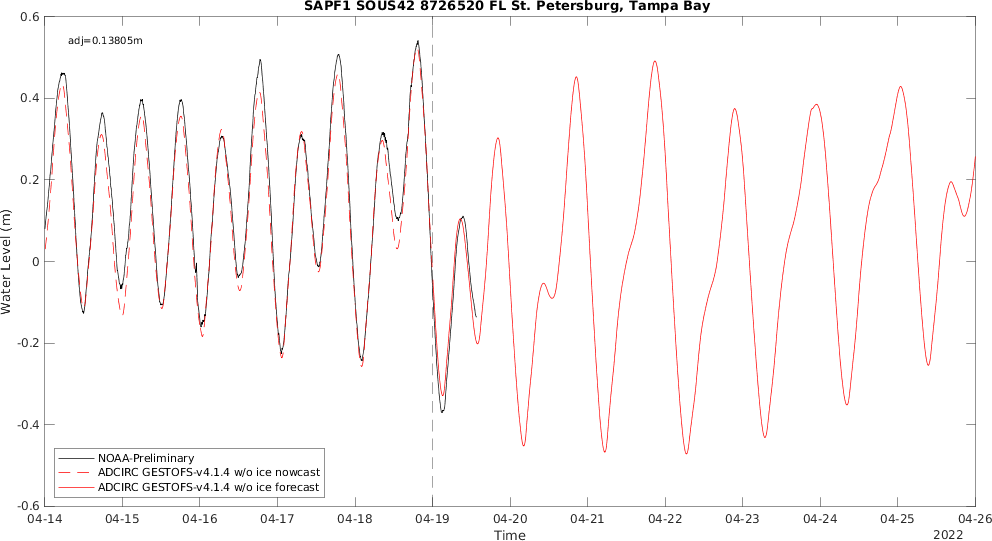 SAPF1 SOUS42 8726520 FL St. Petersburg, Tampa Bay
adj=0.13805m
0.6
0.4
0.2
0
-0.2
-0.4
-0.6
Water Level (m)
NOAA-Preliminary
ADCIRC GESTOFS-v4.1.4 w/o ice nowcast
ADCIRC GESTOFS-v4.1.4 w/o ice forecast
04-14 04-15 04-16 04-17 04-18 04-19 04-20 04-21 04-22 04-23 04-24 04-25 04-26
Time
2022